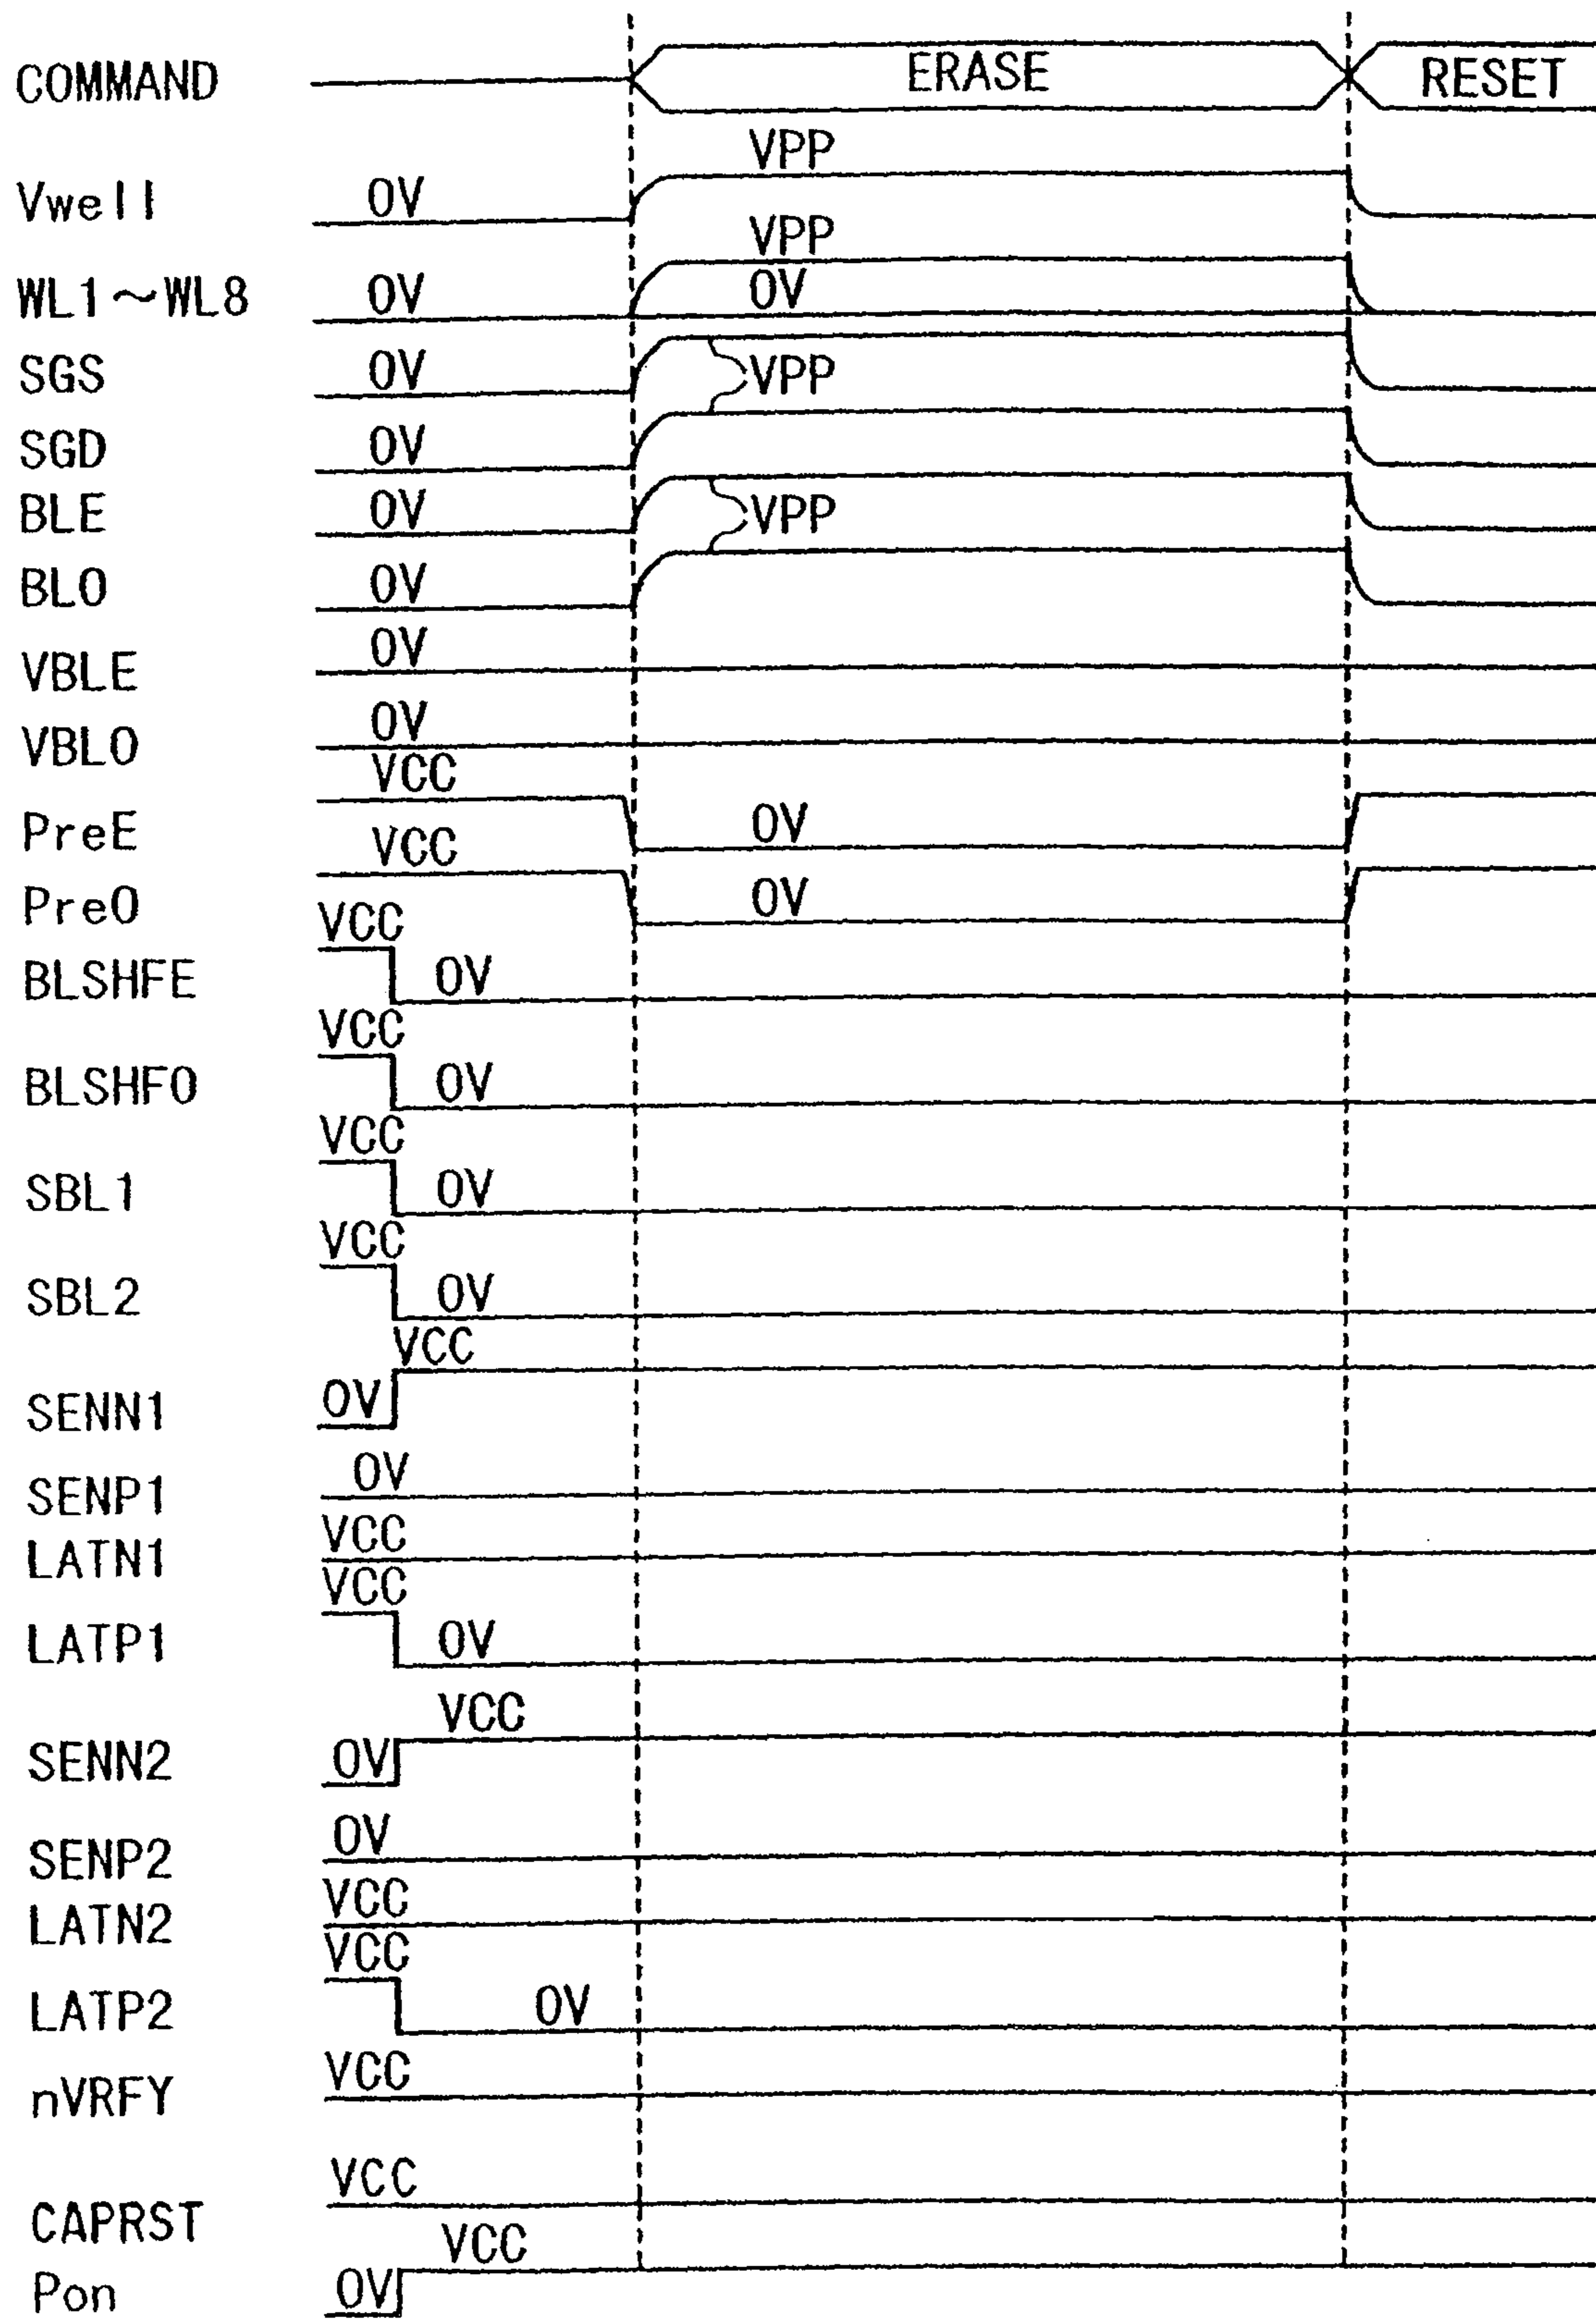 COMMAND ERASE RESET
VPP
Vwell 0V
VPP
WL1~WL8 0V 0V
SGS 0V VPP
SGD 0V
BLE 0V VPP
BLO 0V
VBLE 0V
VBLO 0V
VCC
PreE 0V
VCC
PreO 0V
VCC
BLSHFE 0V
VCC
BLSHFO 0V
VCC
SBL1 0V
VCC
SBL2 0V
VCC
SENN1 0V
SENP1 0V
LATN1 VCC
VCC
LATP1 0V
VCC
SENN2 0V
SENP2 0V
LATN2 VCC
VCC
LATP2 0V
nVRFY VCC
CAPRST VCC
VCC
Pon 0V